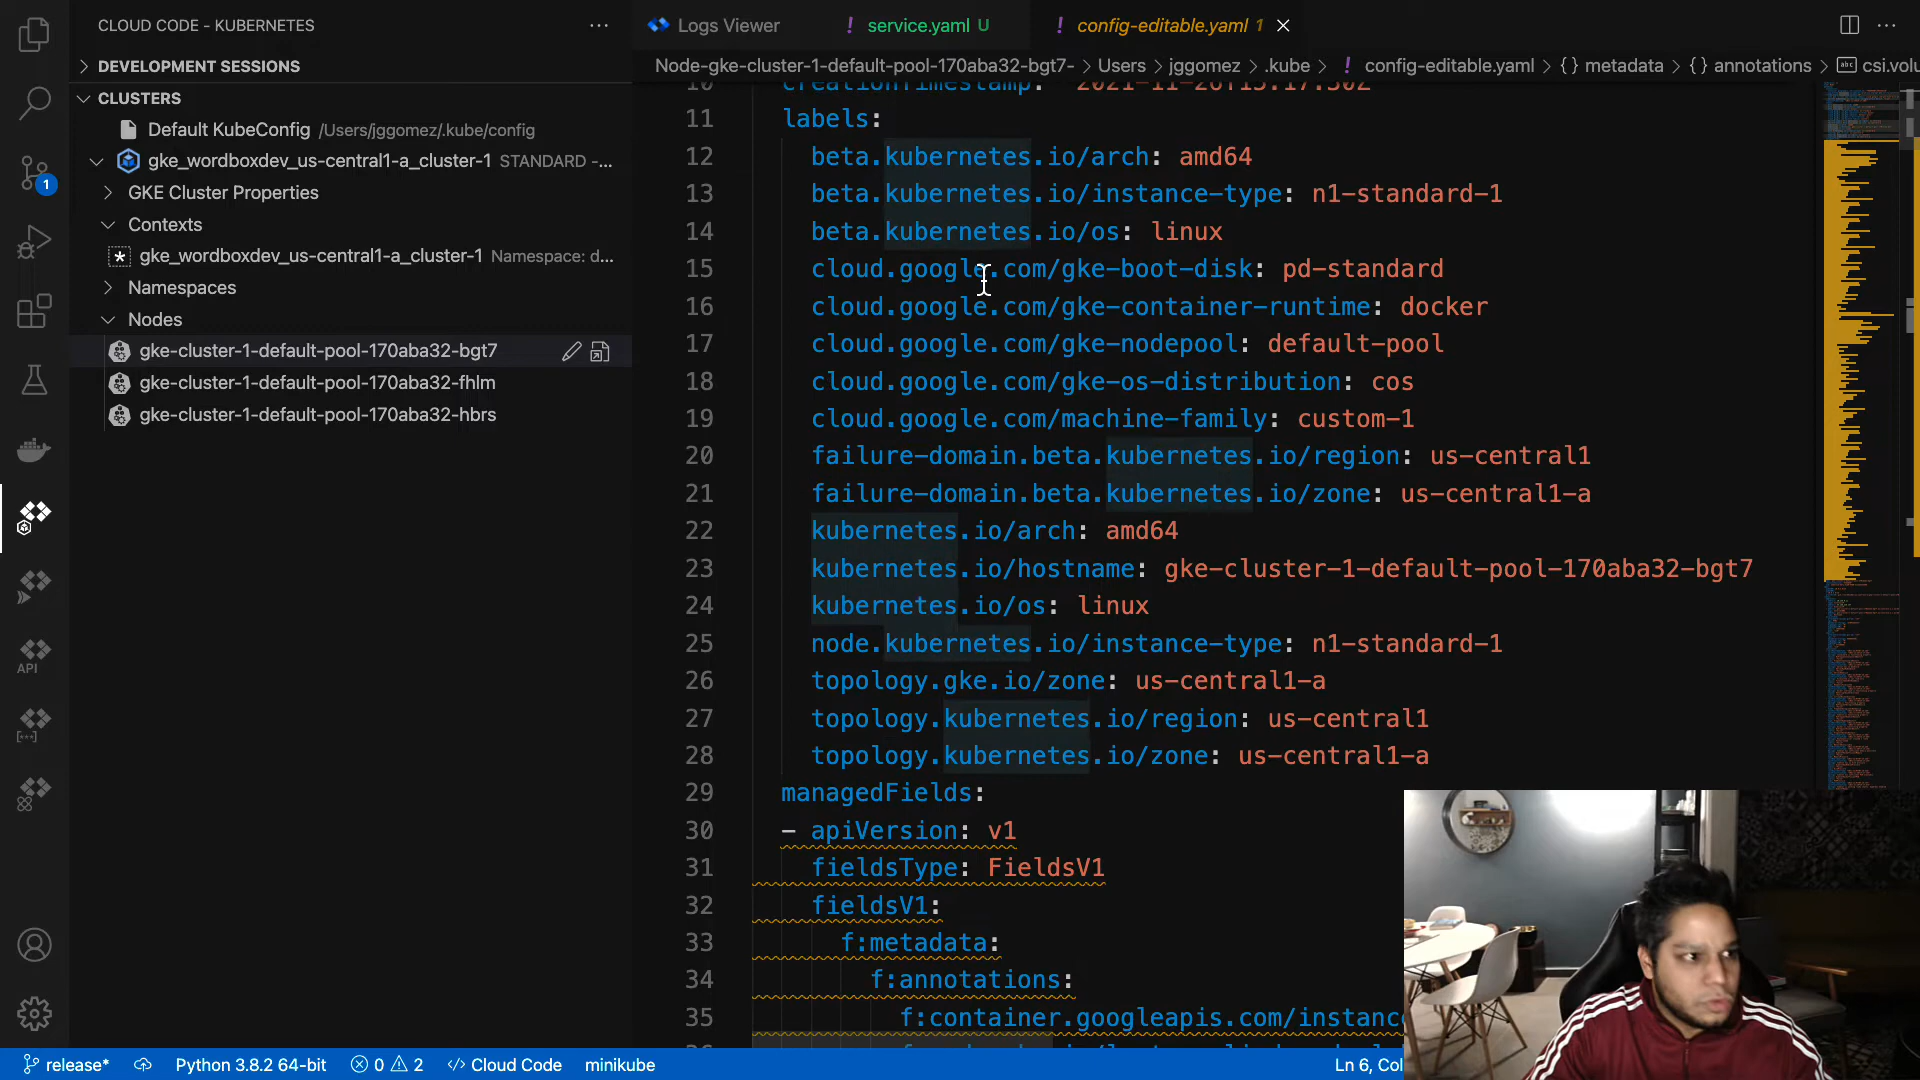 CLOUD CODE - KUBERNETES
DEVELOPMENT SESSIONS
CLUSTERS
Default KubeConfig /Users/jggomez/.kube/config
gke_wordboxdev_us-central1-a_cluster-1 STANDARD -...
GKE Cluster Properties
Contexts
gke_wordboxdev_us-central1-a_cluster-1 Namespace: d...
Namespaces
Nodes
gke-cluster-1-default-pool-170aba32-bgt7
gke-cluster-1-default-pool-170aba32-fhlm
gke-cluster-1-default-pool-170aba32-hbrs
1
API
Logs Viewer
! service.yaml U
! config-editable.yaml 1
Node-gke-cluster-1-default-pool-170aba32-bgt7- > Users > jggomez > .kube > ! config-editable.yaml > {} metadata > {} annotations > abc csi.volu
11 labels:
12 beta.kubernetes.io/arch: amd64
13 beta.kubernetes.io/instance-type: n1-standard-1
14 beta.kubernetes.io/os: linux
15 cloud.google.com/gke-boot-disk: pd-standard
16 cloud.google.com/gke-container-runtime: docker
17 cloud.google.com/gke-nodepool: default-pool
18 cloud.google.com/gke-os-distribution: cos
19 cloud.google.com/machine-family: custom-1
20 failure-domain.beta.kubernetes.io/region: us-central1
21 failure-domain.beta.kubernetes.io/zone: us-central1-a
22 kubernetes.io/arch: amd64
23 kubernetes.io/hostname: gke-cluster-1-default-pool-170aba32-bgt7
24 kubernetes.io/os: linux
25 node.kubernetes.io/instance-type: n1-standard-1
26 topology.gke.io/zone: us-central1-a
27 topology.kubernetes.io/region: us-central1
28 topology.kubernetes.io/zone: us-central1-a
29 managedFields:
30 - apiVersion: v1
31 fieldsType: FieldsV1
32 fieldsV1:
33 f:metadata:
34 f:annotations:
35 f:container.googleapis.com/instanc
release* Python 3.8.2 64-bit 0 2 </> Cloud Code minikube Ln 6, Col